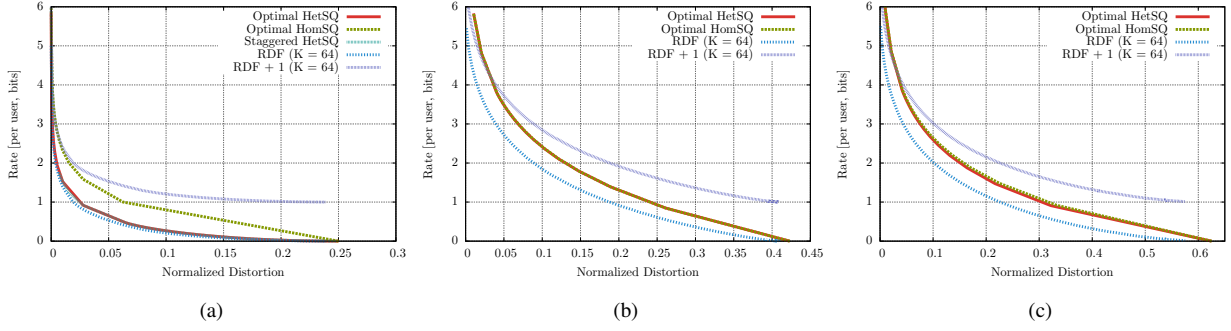 Optimal HetSQ
Optimal HomSQ
Staggered HetSQ
RDF (K = 64)
RDF + 1 (K = 64)
Rate [per user, bits]
6
5
4
3
2
1
0
0
0.05
0.1
0.15
0.2
0.25
0.3
Normalized Distortion
(a)
Optimal HetSQ
Optimal HomSQ
RDF (K = 64)
RDF + 1 (K = 64)
Rate [per user, bits]
6
5
4
3
2
1
0
0
0.05
0.1
0.15
0.2
0.25
0.3
0.35
0.4
0.45
Normalized Distortion
(b)
Optimal HetSQ
Optimal HomSQ
RDF (K = 64)
RDF + 1 (K = 64)
Rate [per user, bits]
6
5
4
3
2
1
0
0
0.1
0.2
0.3
0.4
0.5
0.6
Normalized Distortion
(c)